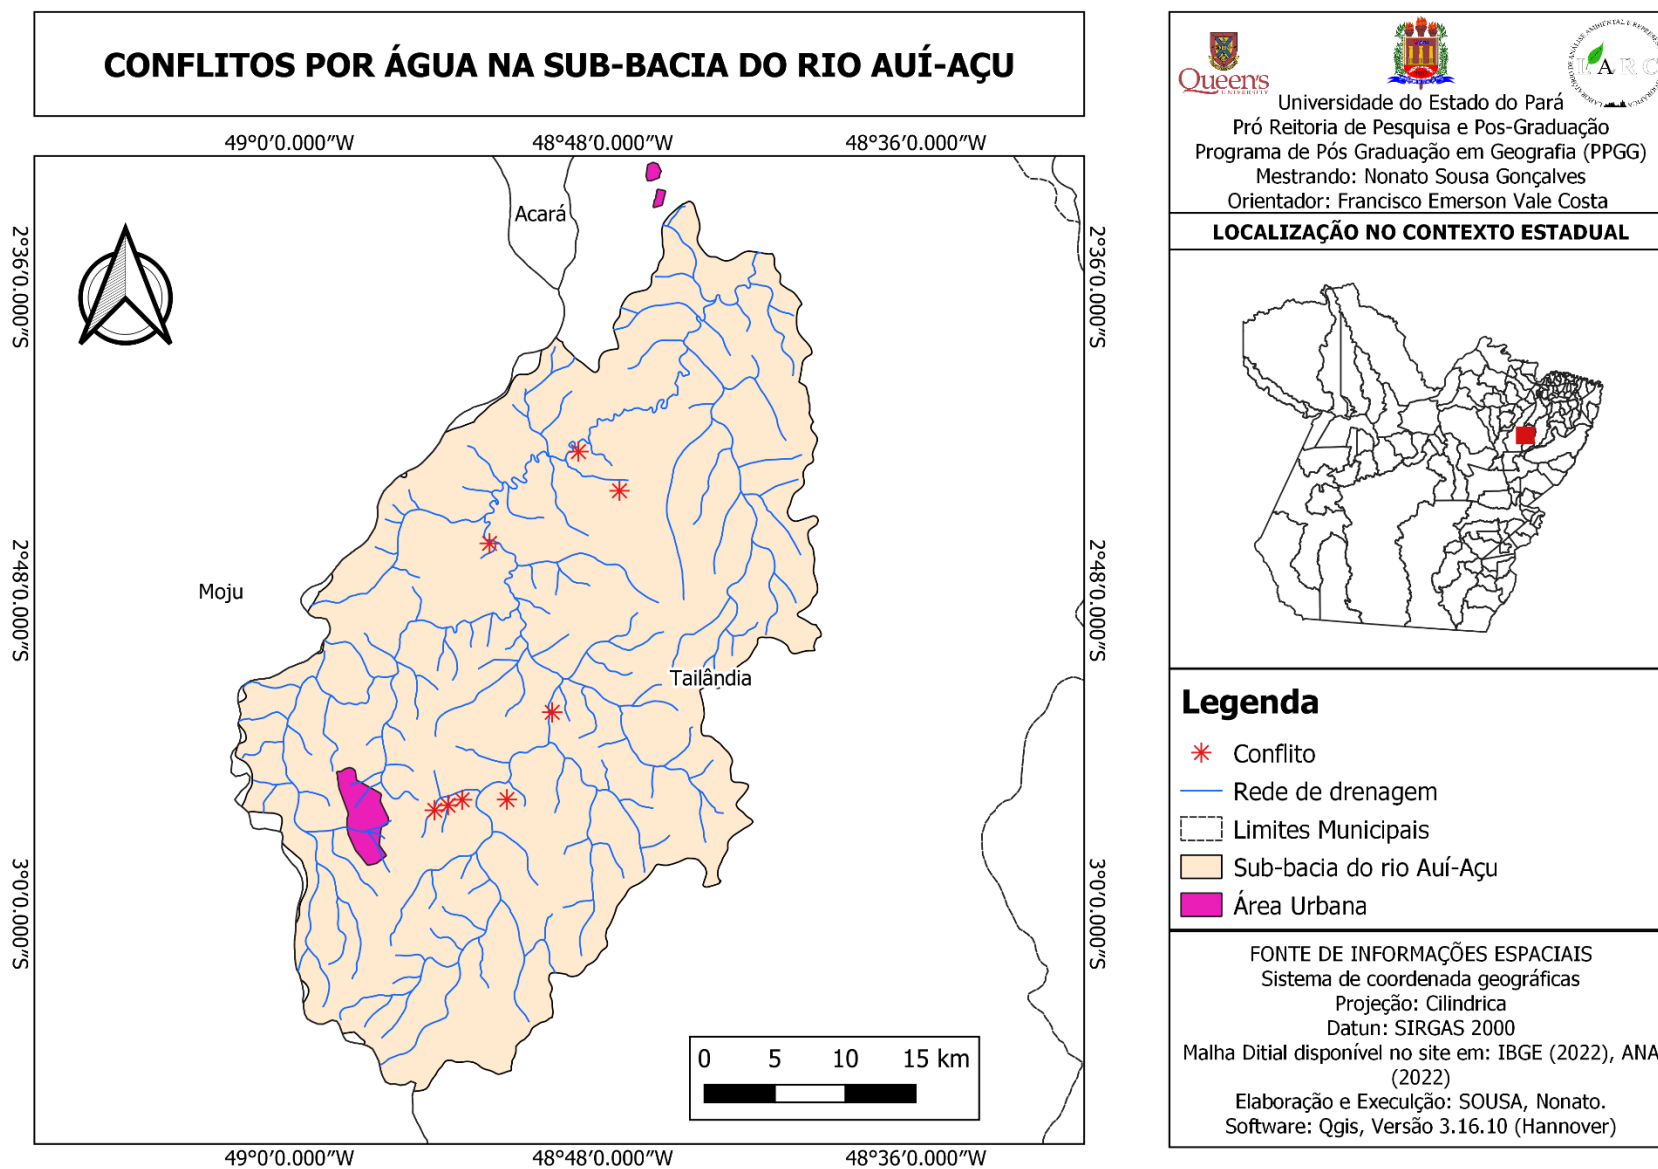 CONFLITOS POR ÁGUA NA SUB-BACIA DO RIO AUÍ-AÇU
49°0'0.000"W 48°48'0.000"W 48°36'0.000"W
2°36'0.000"S
2°48'0.000"S
3°0'0.000"S
Acará
Moju
Tailândia
0 5 10 15 km
2°36'0.000"S
2°48'0.000"S
3°0'0.000"S
49°0'0.000"W 48°48'0.000"W 48°36'0.000"W
Queen's
UNIVERSITY
LARC
Universidade do Estado do Pará
Pró Reitoria de Pesquisa e Pos-Graduação
Programa de Pós Graduação em Geografia (PPGG)
Mestrando: Nonato Sousa Gonçalves
Orientador: Francisco Emerson Vale Costa
LOCALIZAÇÃO NO CONTEXTO ESTADUAL
Legenda
Conflito
Rede de drenagem
Limites Municipais
Sub-bacia do rio Auí-Açu
Área Urbana
FONTE DE INFORMAÇÕES ESPACIAIS
Sistema de coordenada geográficas
Projeção: Cilindrica
Datun: SIRGAS 2000
Malha Ditial disponível no site em: IBGE (2022), ANA
(2022)
Elaboração e Execulção: SOUSA, Nonato.
Software: Qgis, Versão 3.16.10 (Hannover)